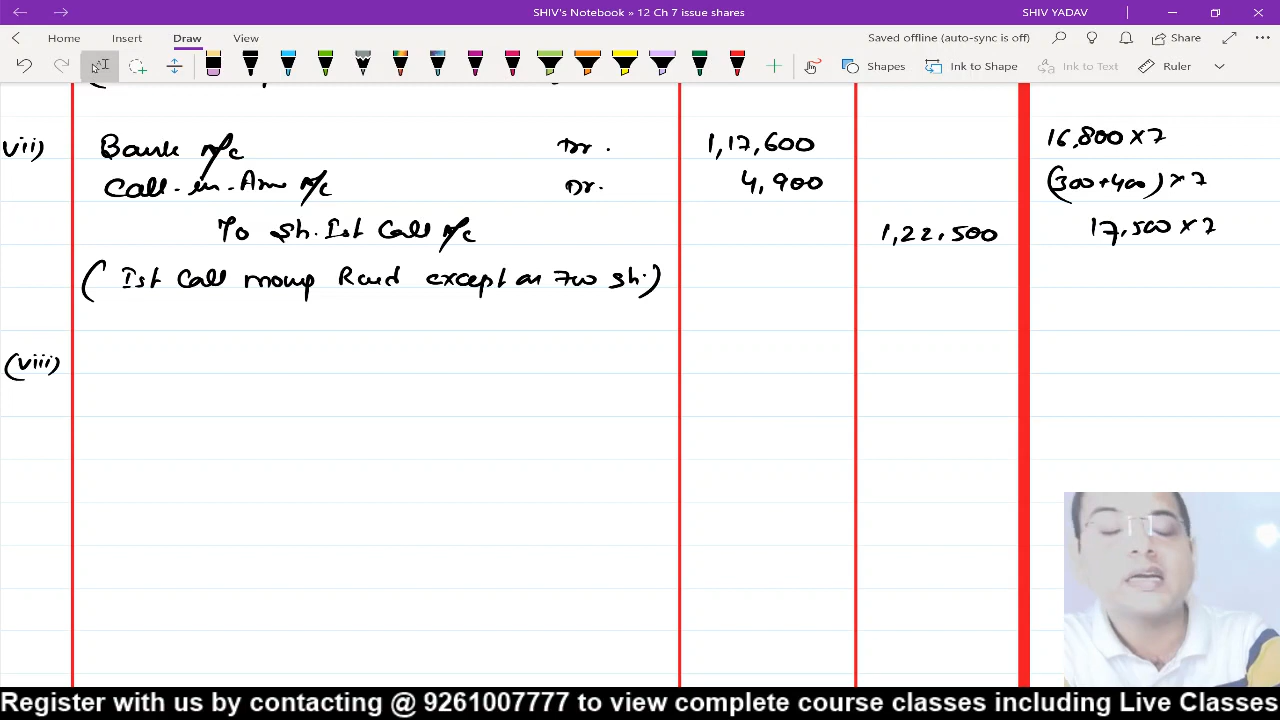 SHIV's Notebook » 12 Ch 7 issue shares
SHIV YADAV
Home Insert Draw View
Saved offline (auto-sync is off)
Share
Shapes
Ink to Shape
Ink to Text
Ruler
vii) Bank A/c Dr. 1,17,600 16,800 × 7
Call-in-Arr A/c Dr. 4,900 (300+400) × 7
To Sh. Ist Call A/c 1,22,500 17,500 × 7
( Ist Call money Rcvd except on 700 Sh.)
(viii)
Register with us by contacting @ 9261007777 to view complete course classes including Live Classes